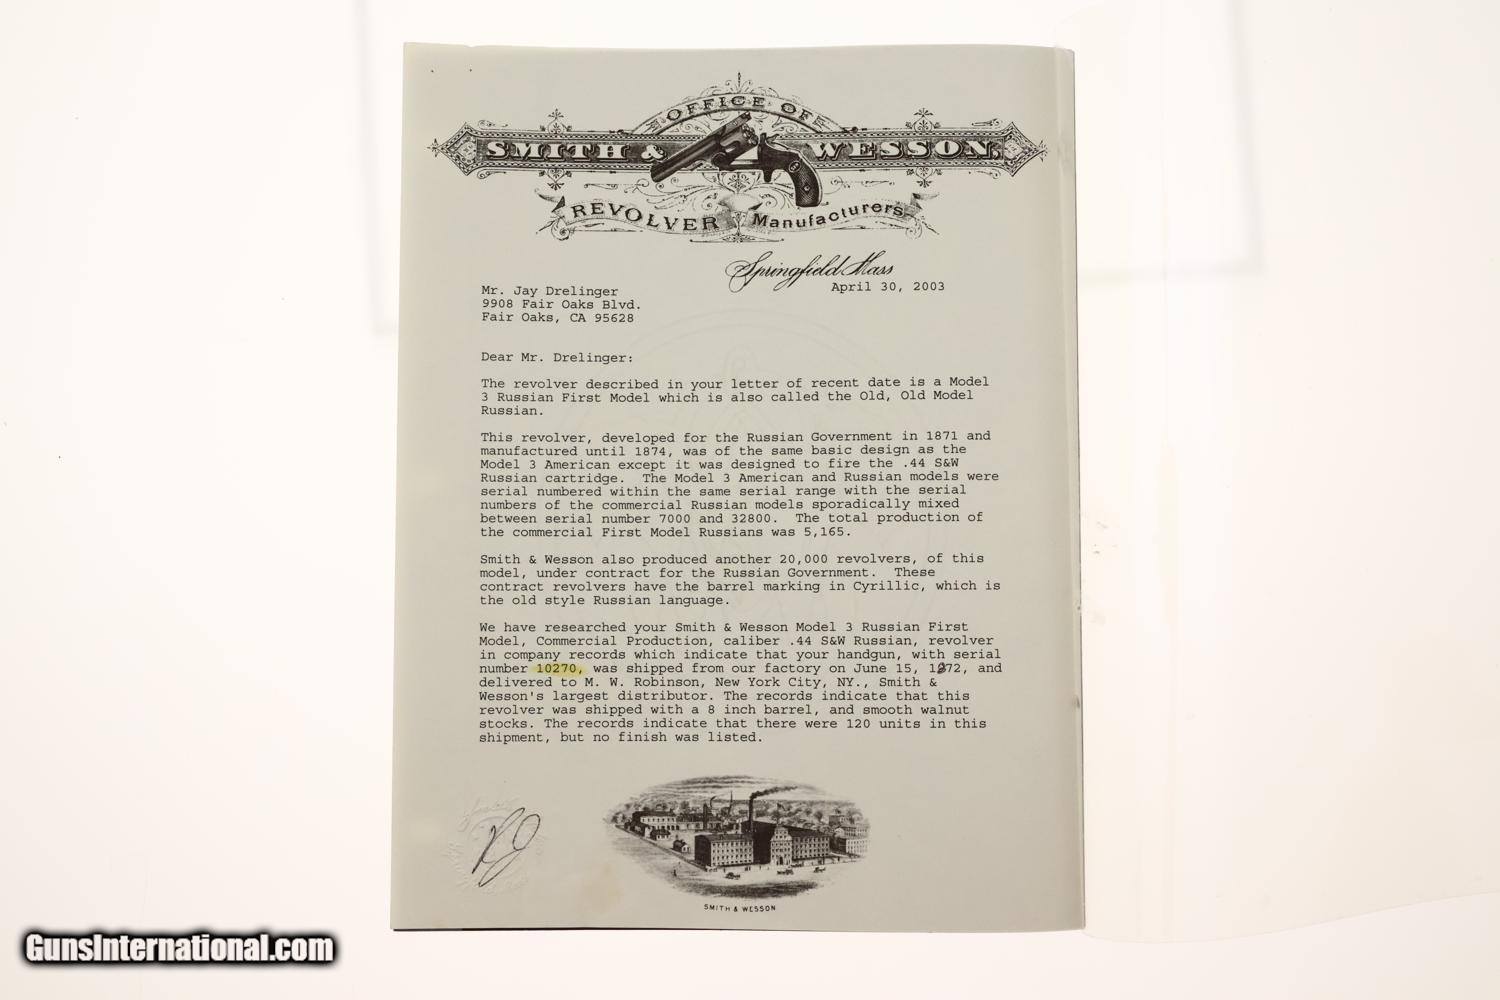 OFFICE OF
SMITH & WESSON.
REVOLVER Manufacturers
Springfield Mass
April 30, 2003
Mr. Jay Drelinger
9908 Fair Oaks Blvd.
Fair Oaks, CA 95628
Dear Mr. Drelinger:
The revolver described in your letter of recent date is a Model
3 Russian First Model which is also called the Old, Old Model
Russian.
This revolver, developed for the Russian Government in 1871 and
manufactured until 1874, was of the same basic design as the
Model 3 American except it was designed to fire the .44 S&W
Russian cartridge.  The Model 3 American and Russian models were
serial numbered within the same serial range with the serial
numbers of the commercial Russian models sporadically mixed
between serial number 7000 and 32800.  The total production of
the commercial First Model Russians was 5,165.
Smith & Wesson also produced another 20,000 revolvers, of this
model, under contract for the Russian Government.  These
contract revolvers have the barrel marking in Cyrillic, which is
the old style Russian language.
We have researched your Smith & Wesson Model 3 Russian First
Model, Commercial Production, caliber .44 S&W Russian, revolver
in company records which indicate that your handgun, with serial
number 10270, was shipped from our factory on June 15, 1872, and
delivered to M. W. Robinson, New York City, NY., Smith &
Wesson's largest distributor. The records indicate that this
revolver was shipped with a 8 inch barrel, and smooth walnut
stocks. The records indicate that there were 120 units in this
shipment, but no finish was listed.
SMITH & WESSON
GunsInternational.com